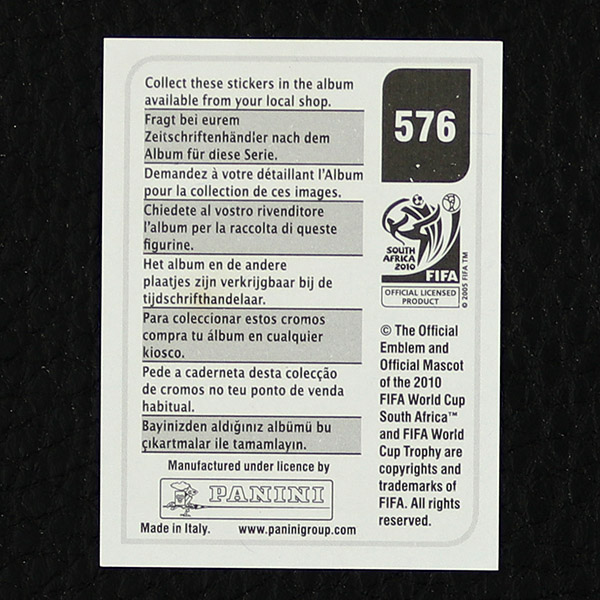 Collect these stickers in the album
available from your local shop.
Fragt bei eurem
Zeitschriftenhändler nach dem
Album für diese Serie.
Demandez à votre détaillant l'Album
pour la collection de ces images.
Chiedete al vostro rivenditore
l'album per la raccolta di queste
figurine.
Het album en de andere
plaatjes zijn verkrijgbaar bij de
tijdschrifthandelaar.
Para coleccionar estos cromos
compra tu álbum en cualquier
kiosco.
Pede a caderneta desta colecção
de cromos no teu ponto de venda
habitual.
Bayinizden aldığınız albümü bu
çıkartmalar ile tamamlayın.
Manufactured under licence by
PANINI
Made in Italy. www.paninigroup.com
576
SOUTH
AFRICA
2010
FIFA
OFFICIAL LICENSED
PRODUCT
© 2005 FIFA TM
© The Official
Emblem and
Official Mascot
of the 2010
FIFA World Cup
South Africa™
and FIFA World
Cup Trophy are
copyrights and
trademarks of
FIFA. All rights
reserved.